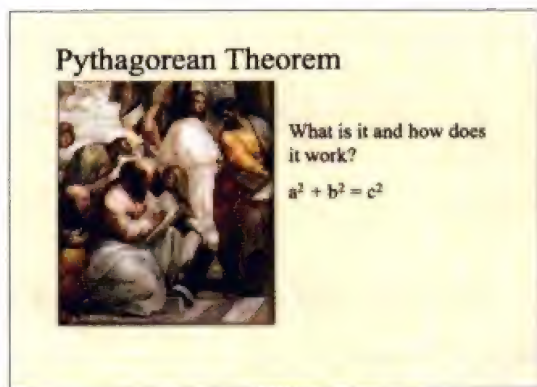 Pythagorean Theorem
What is it and how does
it work?
a² + b² = c²